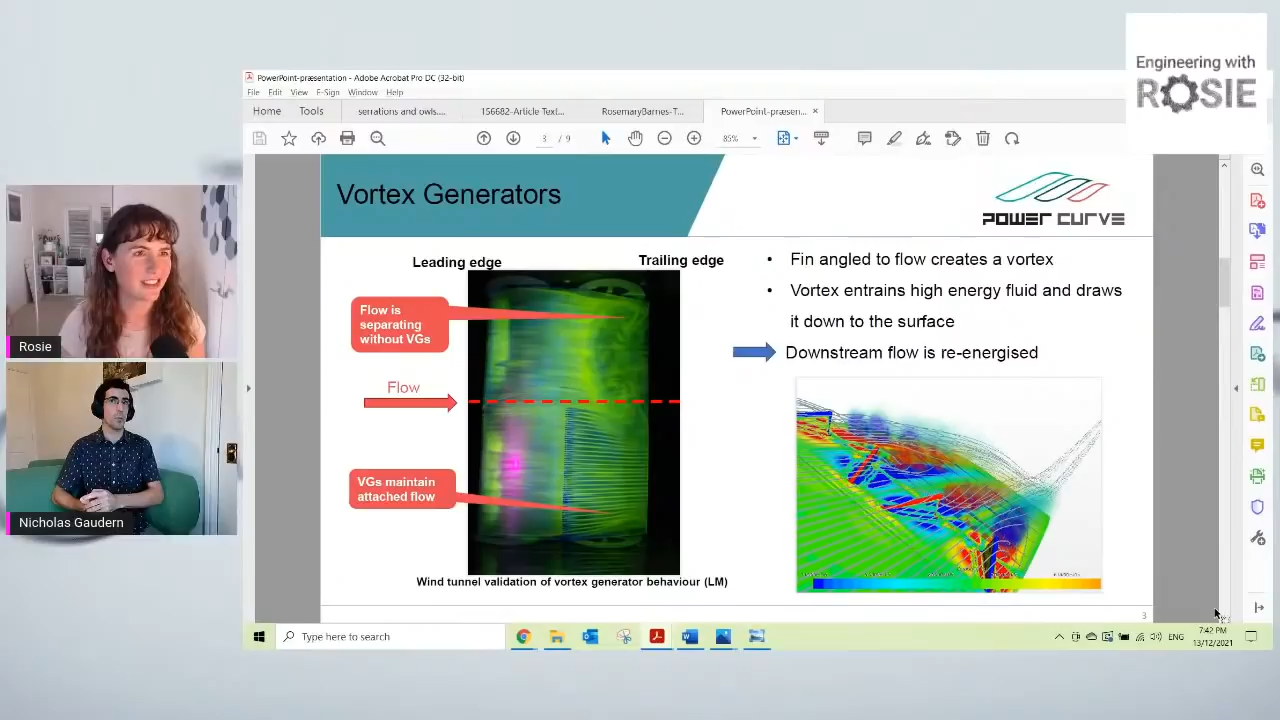 Engineering with
ROSIE
PowerPoint-præsentation - Adobe Acrobat Pro DC (32-bit)
File Edit View E-Sign Window Help
Home Tools serrations and owls.... 156682-Article Text... RosemaryBarnes-T... PowerPoint-præsen... ×
3 / 9 85%
Vortex Generators
POWER CURVE
Leading edge
Trailing edge
Flow is
separating
without VGs
Flow
VGs maintain
attached flow
Wind tunnel validation of vortex generator behaviour (LM)
• Fin angled to flow creates a vortex
• Vortex entrains high energy fluid and draws
it down to the surface
Downstream flow is re-energised
3
Rosie
Nicholas Gaudern
Type here to search
ENG
7:42 PM
13/12/2021